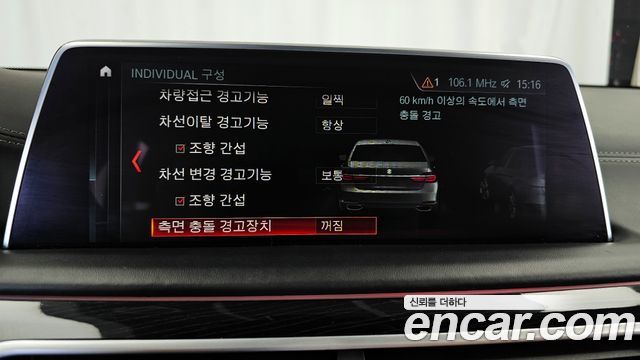 INDIVIDUAL 구성
1 106.1 MHz 15:16
차량접근 경고기능 일찍
60 km/h 이상의 속도에서 측면
충돌 경고
차선이탈 경고기능 항상
조향 간섭
차선 변경 경고기능 보통
조향 간섭
측면 충돌 경고장치 꺼짐
신뢰를 더하다
encar.com